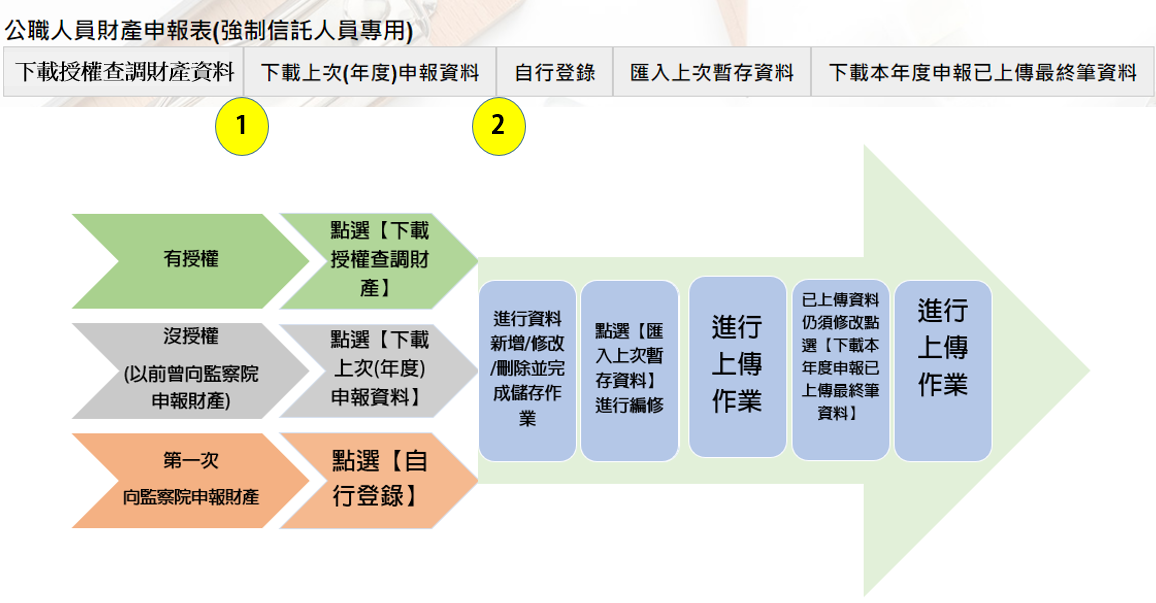 公職人員財產申報表(強制信託人員專用)
下載授權查調財產資料
下載上次(年度)申報資料
自行登錄
匯入上次暫存資料
下載本年度申報已上傳最終筆資料
1
2
有授權
點選【下載
授權查調財
產】
沒授權
(以前曾向監察院
申報財產)
點選【下載
上次(年度)
申報資料】
第一次
向監察院申報財產
點選【自
行登錄】
進行資料
新增/修改
/刪除並完
成儲存作
業
點選【匯
入上次暫
存資料】
進行編修
進行
上傳
作業
已上傳資料
仍須修改點
選【下載本
年度申報已
上傳最終筆
資料】
進行
上傳
作業